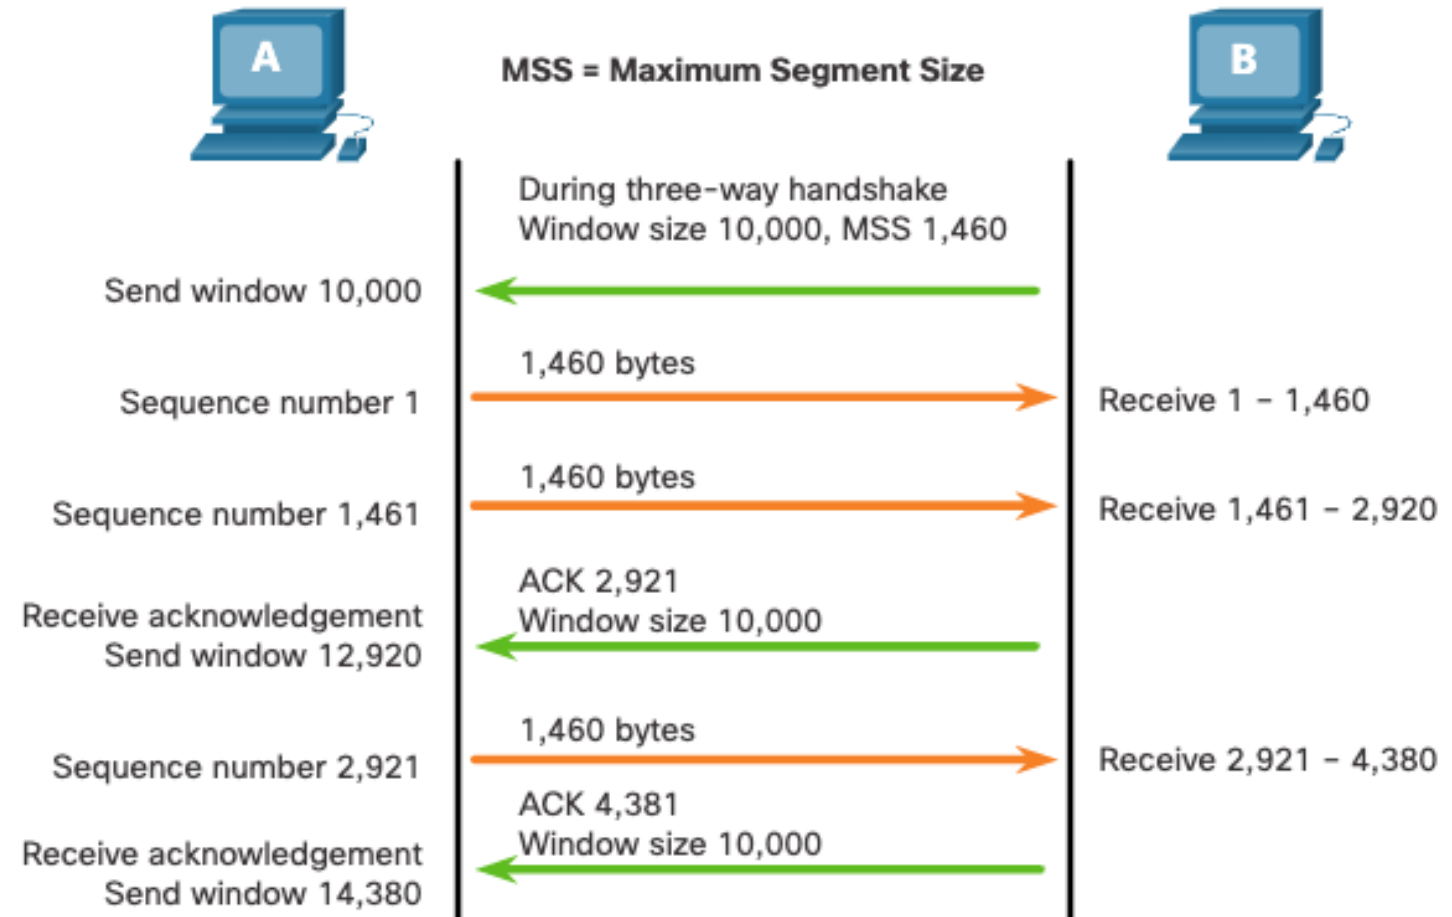 A
MSS = Maximum Segment Size
B
During three-way handshake
Window size 10,000, MSS 1,460
Send window 10,000
1,460 bytes
Sequence number 1
Receive 1 – 1,460
1,460 bytes
Sequence number 1,461
Receive 1,461 – 2,920
ACK 2,921
Window size 10,000
Receive acknowledgement
Send window 12,920
1,460 bytes
Sequence number 2,921
Receive 2,921 – 4,380
ACK 4,381
Window size 10,000
Receive acknowledgement
Send window 14,380